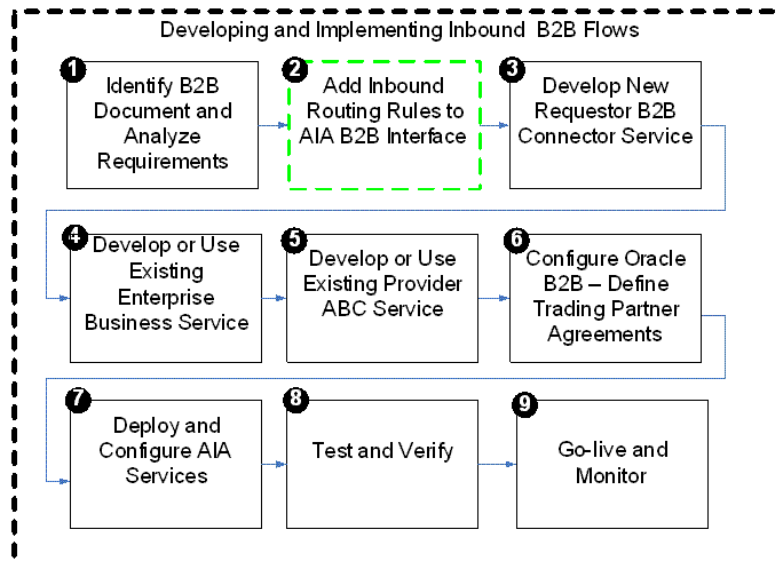 Developing and Implementing Inbound B2B Flows
1
Identify B2B
Document and
Analyze
Requirements
2
Add Inbound
Routing Rules to
AIA B2B Interface
3
Develop New
Requestor B2B
Connector Service
4
Develop or Use
Existing
Enterprise
Business Service
5
Develop or Use
Existing Provider
ABC Service
6
Configure Oracle
B2B – Define
Trading Partner
Agreements
7
Deploy and
Configure AIA
Services
8
Test and Verify
9
Go-live and
Monitor